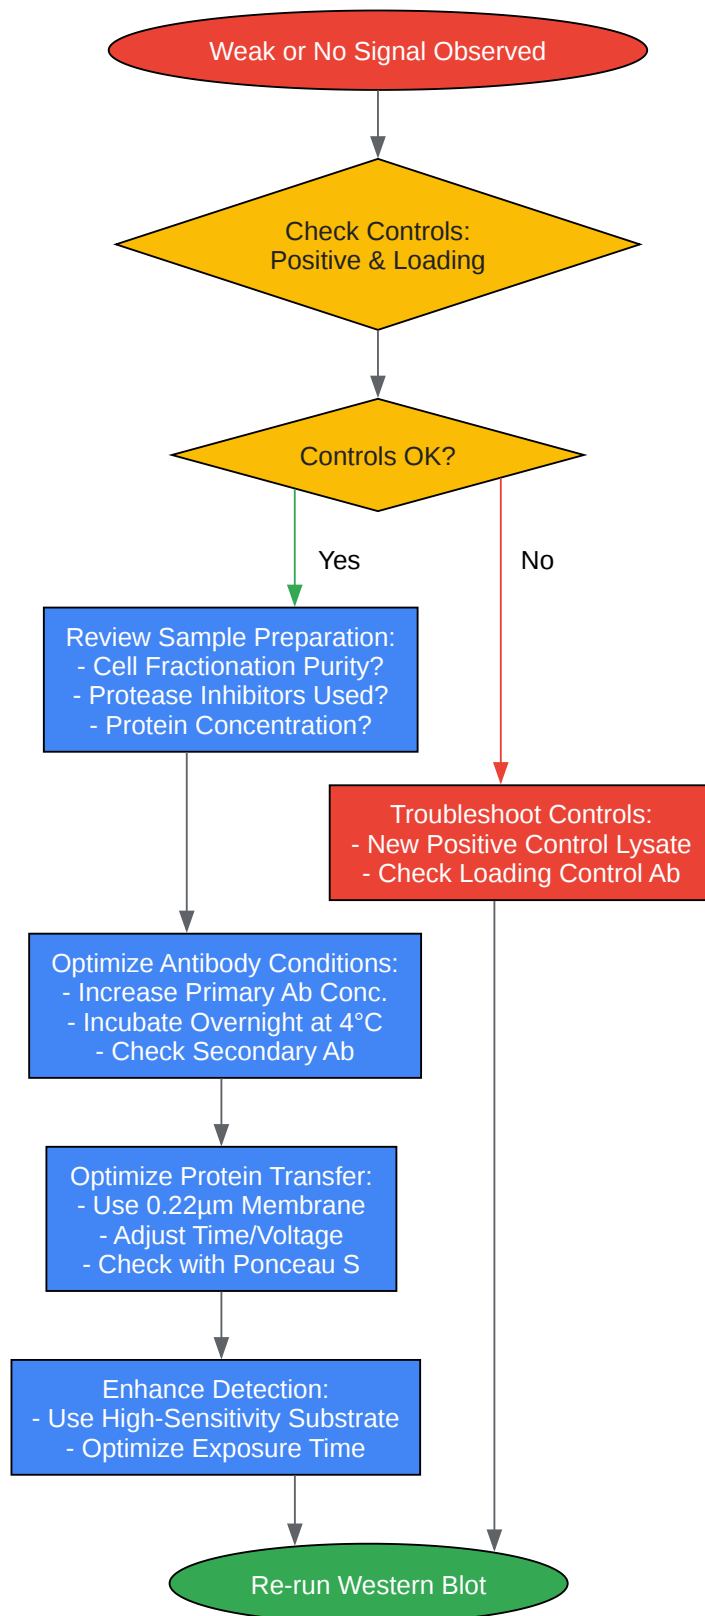 Weak or No Signal Observed
Check Controls:
Positive & Loading
Controls OK?
Yes
No
Review Sample Preparation:
- Cell Fractionation Purity?
- Protease Inhibitors Used?
- Protein Concentration?
Troubleshoot Controls:
- New Positive Control Lysate
- Check Loading Control Ab
Optimize Antibody Conditions:
- Increase Primary Ab Conc.
- Incubate Overnight at 4°C
- Check Secondary Ab
Optimize Protein Transfer:
- Use 0.22µm Membrane
- Adjust Time/Voltage
- Check with Ponceau S
Enhance Detection:
- Use High-Sensitivity Substrate
- Optimize Exposure Time
Re-run Western Blot